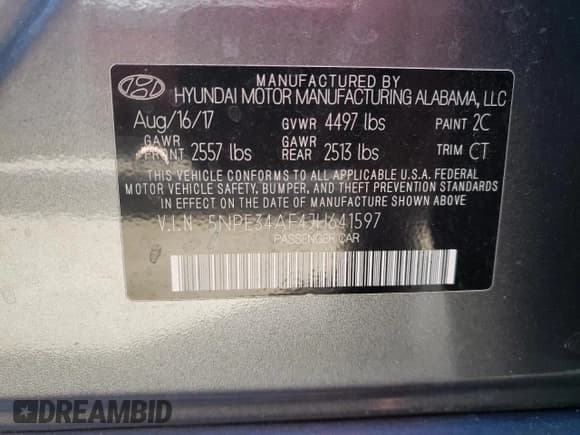 MANUFACTURED BY
HYUNDAI MOTOR MANUFACTURING ALABAMA, LLC
Aug/16/17 GVWR 4497 lbs PAINT 2C
GAWR FRONT 2557 lbs GAWR REAR 2513 lbs TRIM CT
THIS VEHICLE CONFORMS TO ALL APPLICABLE U.S.A. FEDERAL
MOTOR VEHICLE SAFETY, BUMPER, AND THEFT PREVENTION STANDARDS
IN EFFECT ON THE DATE OF MANUFACTURE SHOWN ABOVE.
V.I.N 5NPE34AF4JH641597
PASSENGER CAR
DREAMBID